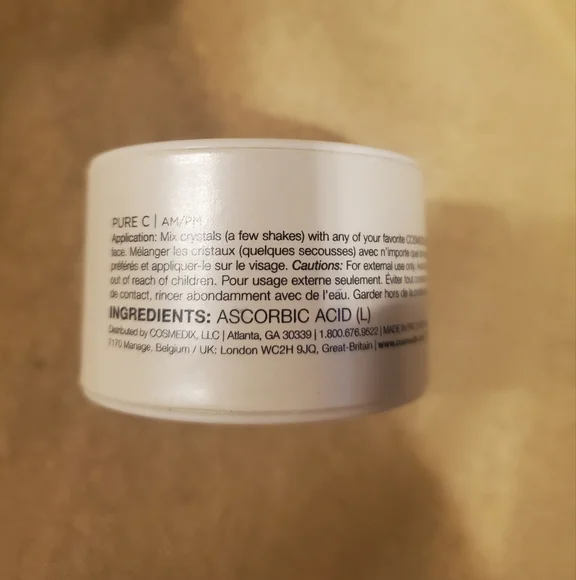 PURE C | AM/PM
Application: Mix crystals (a few shakes) with any of your favorite
face. Mélanger les cristaux (quelques secousses) avec n'importe
préférés et appliquer-le sur le visage. Cautions: For external use only.
out of reach of children. Pour usage externe seulement. Éviter tout
de contact, rincer abondamment avec de l'eau. Garder hors de la
INGREDIENTS: ASCORBIC ACID (L)
Distributed by COSMEDIX, LLC | Atlanta, GA 30339 | 1.800.676.9522 | MADE IN
7170 Manage, Belgium / UK: London WC2H 9JQ, Great-Britain |